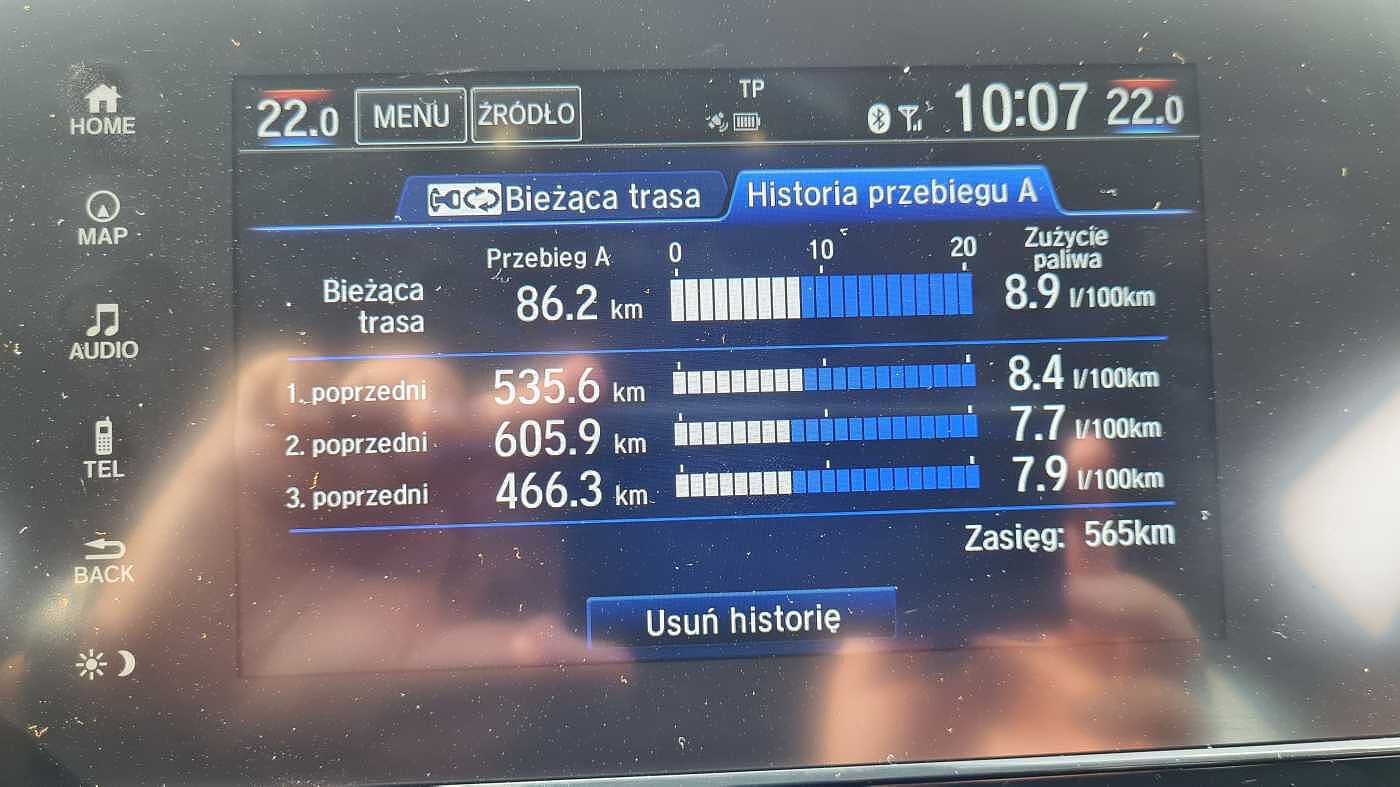 HOME
MAP
AUDIO
TEL
BACK
22.0 MENU ŹRÓDŁO TP 10:07 22.0
Bieżąca trasa Historia przebiegu A
Przebieg A 0 10 20 Zużycie paliwa
Bieżąca trasa 86.2 km 8.9 l/100km
1. poprzedni 535.6 km 8.4 l/100km
2. poprzedni 605.9 km 7.7 l/100km
3. poprzedni 466.3 km 7.9 l/100km
Zasięg: 565km
Usuń historię